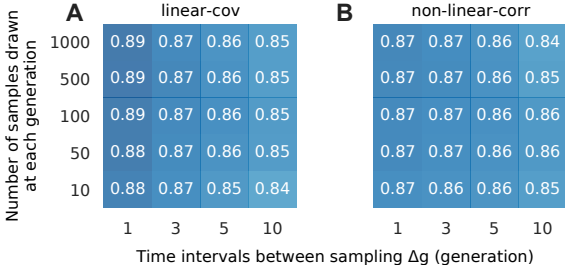 A linear-cov B non-linear-corr
Number of samples drawn
at each generation
1000 0.89 0.87 0.86 0.85 0.87 0.87 0.86 0.84
500 0.89 0.87 0.86 0.85 0.87 0.87 0.86 0.85
100 0.89 0.87 0.86 0.85 0.87 0.87 0.86 0.86
50 0.88 0.87 0.86 0.85 0.87 0.87 0.86 0.86
10 0.88 0.87 0.85 0.84 0.87 0.86 0.86 0.85
1 3 5 10 1 3 5 10
Time intervals between sampling Δg (generation)